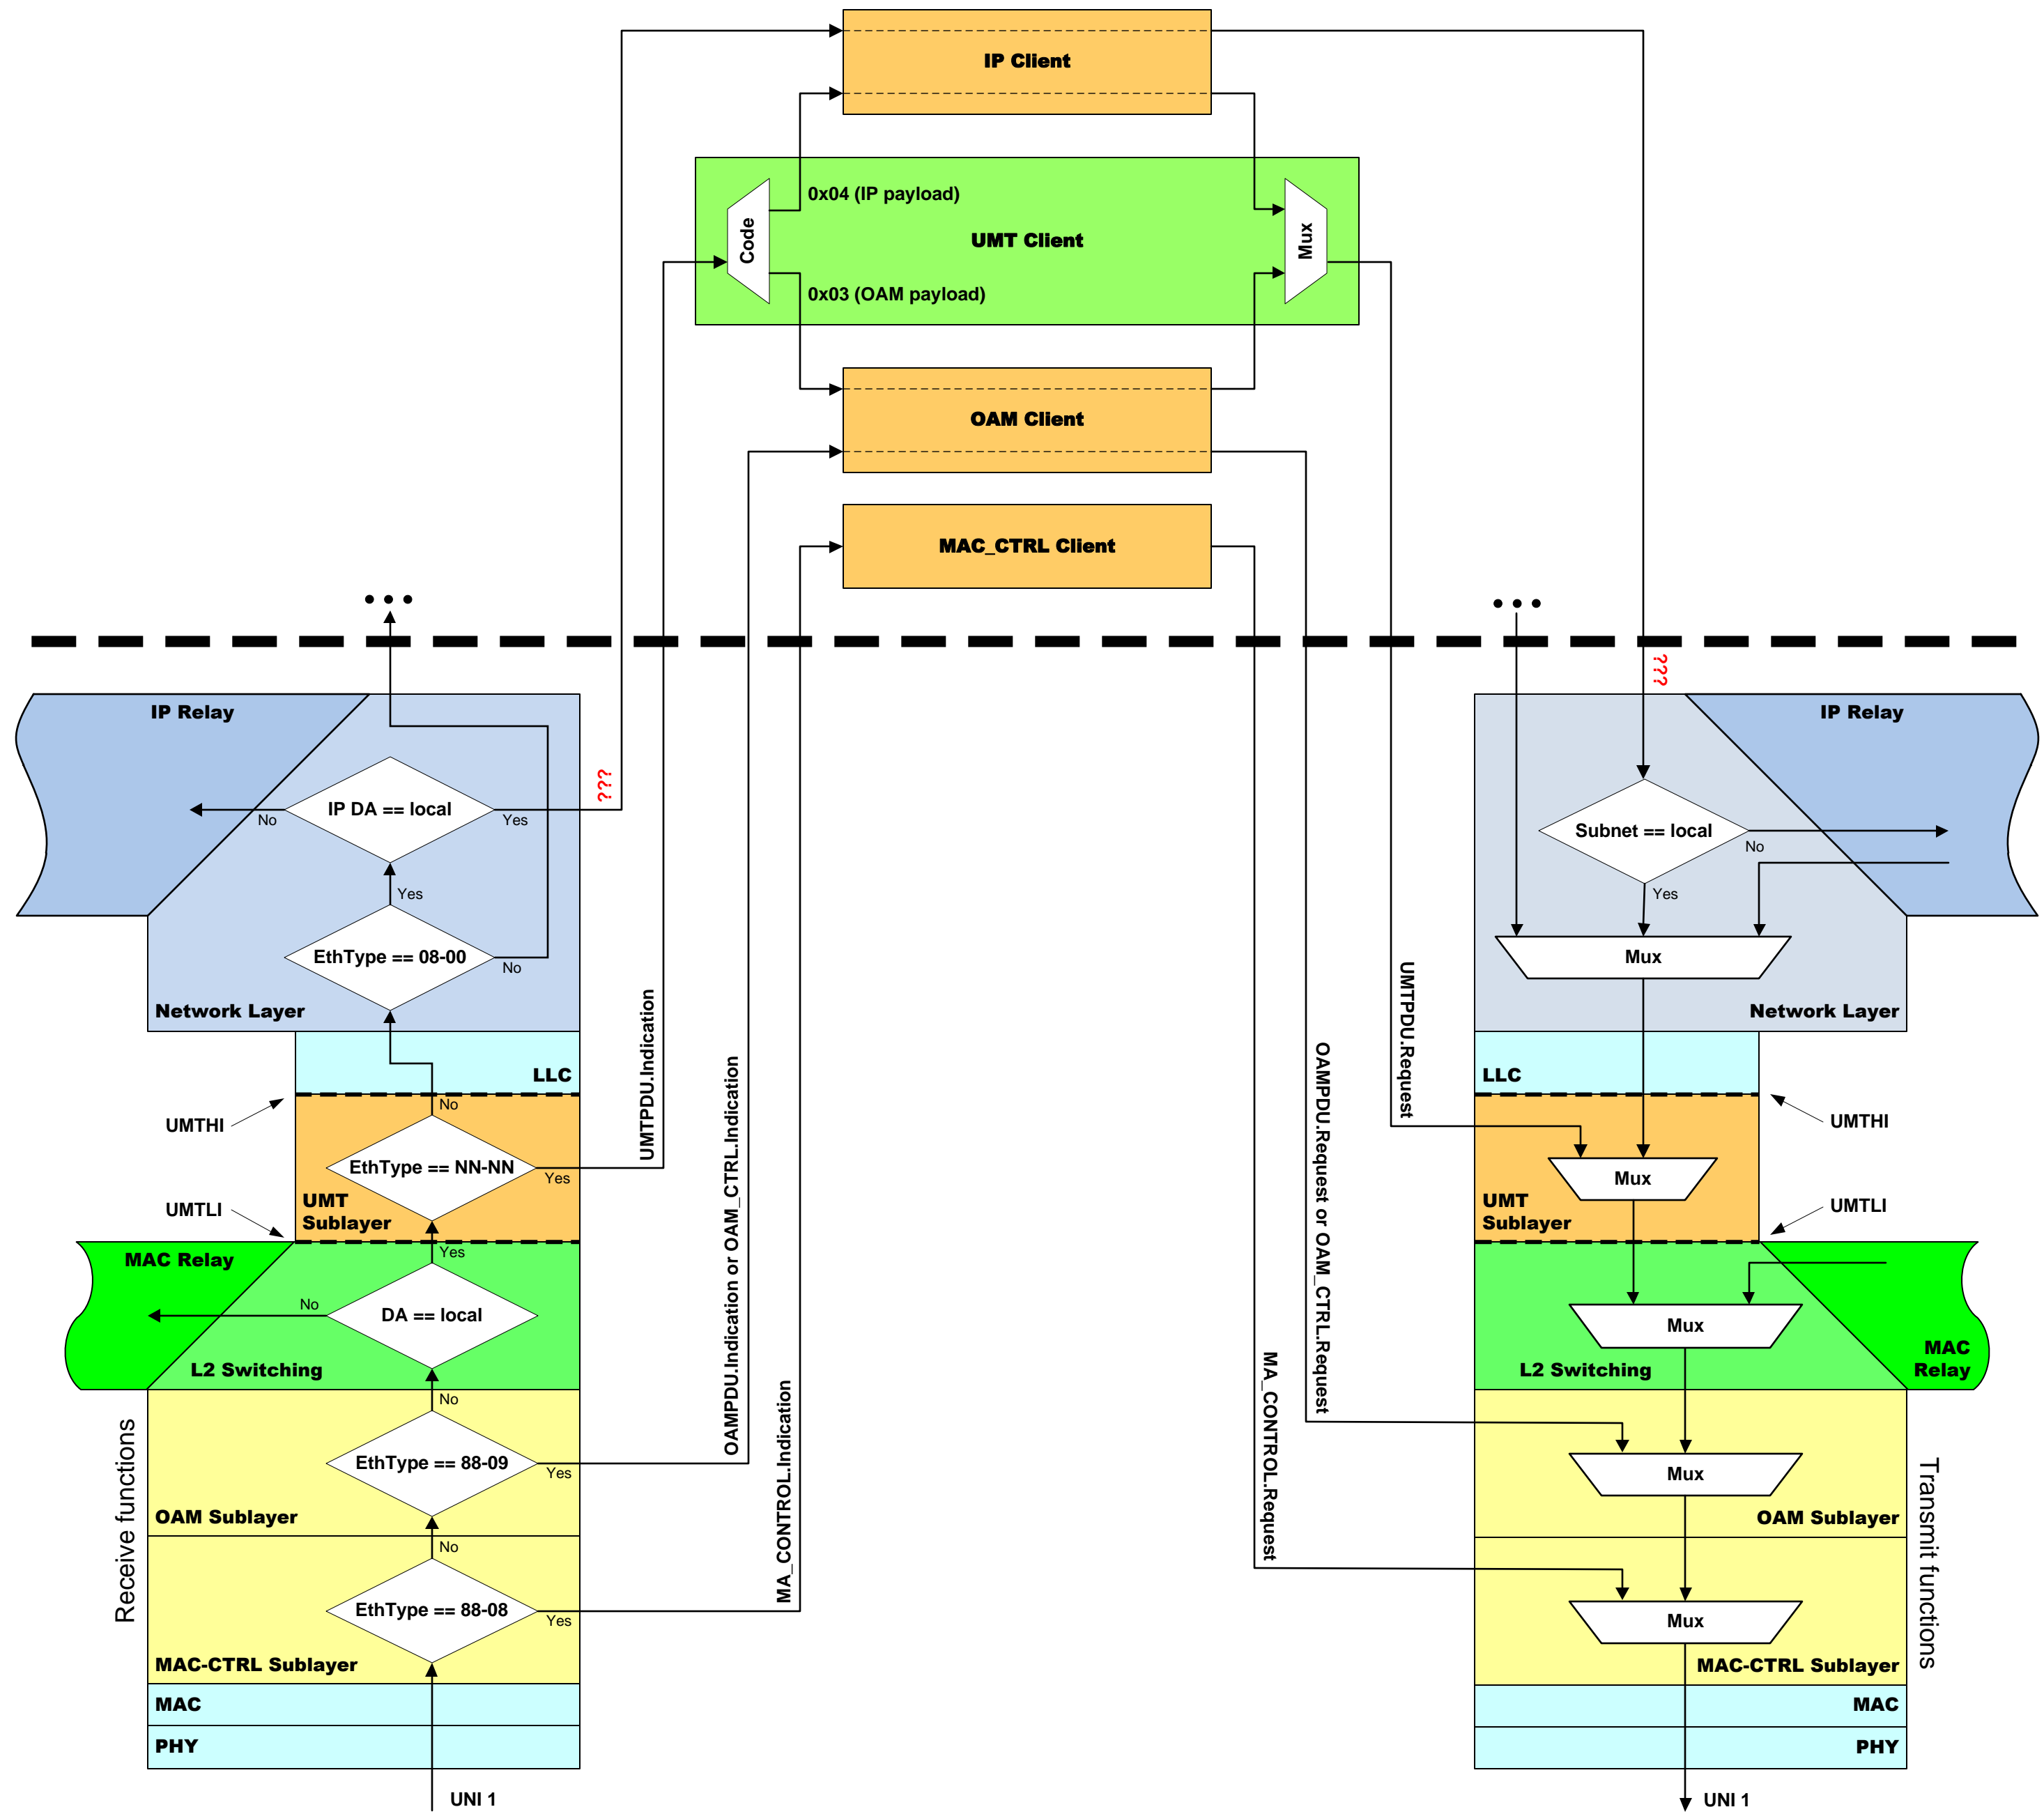 IP Client
0x04 (IP payload)
Code
UMT Client
Mux
0x03 (OAM payload)
OAM Client
MAC_CTRL Client
• • •
• • •
IP Relay
IP DA == local
No
Yes
???
Yes
EthType == 08-00
No
Network Layer
LLC
UMTHI
No
EthType == NN-NN
Yes
UMT
Sublayer
UMTLI
MAC Relay
Yes
No
DA == local
L2 Switching
No
EthType == 88-09
Yes
OAM Sublayer
No
EthType == 88-08
Yes
MAC-CTRL Sublayer
MAC
PHY
UNI 1
Receive functions
UMTPDU.Indication
OAMPDU.Indication or OAM_CTRL.Indication
MA_CONTROL.Indication
MA_CONTROL.Request
OAMPDU.Request or OAM_CTRL.Request
UMTPDU.Request
???
IP Relay
Subnet == local
No
Yes
Mux
Network Layer
LLC
UMTHI
Mux
UMT
Sublayer
UMTLI
Mux
MAC
Relay
L2 Switching
Mux
OAM Sublayer
Mux
MAC-CTRL Sublayer
MAC
PHY
UNI 1
Transmit functions